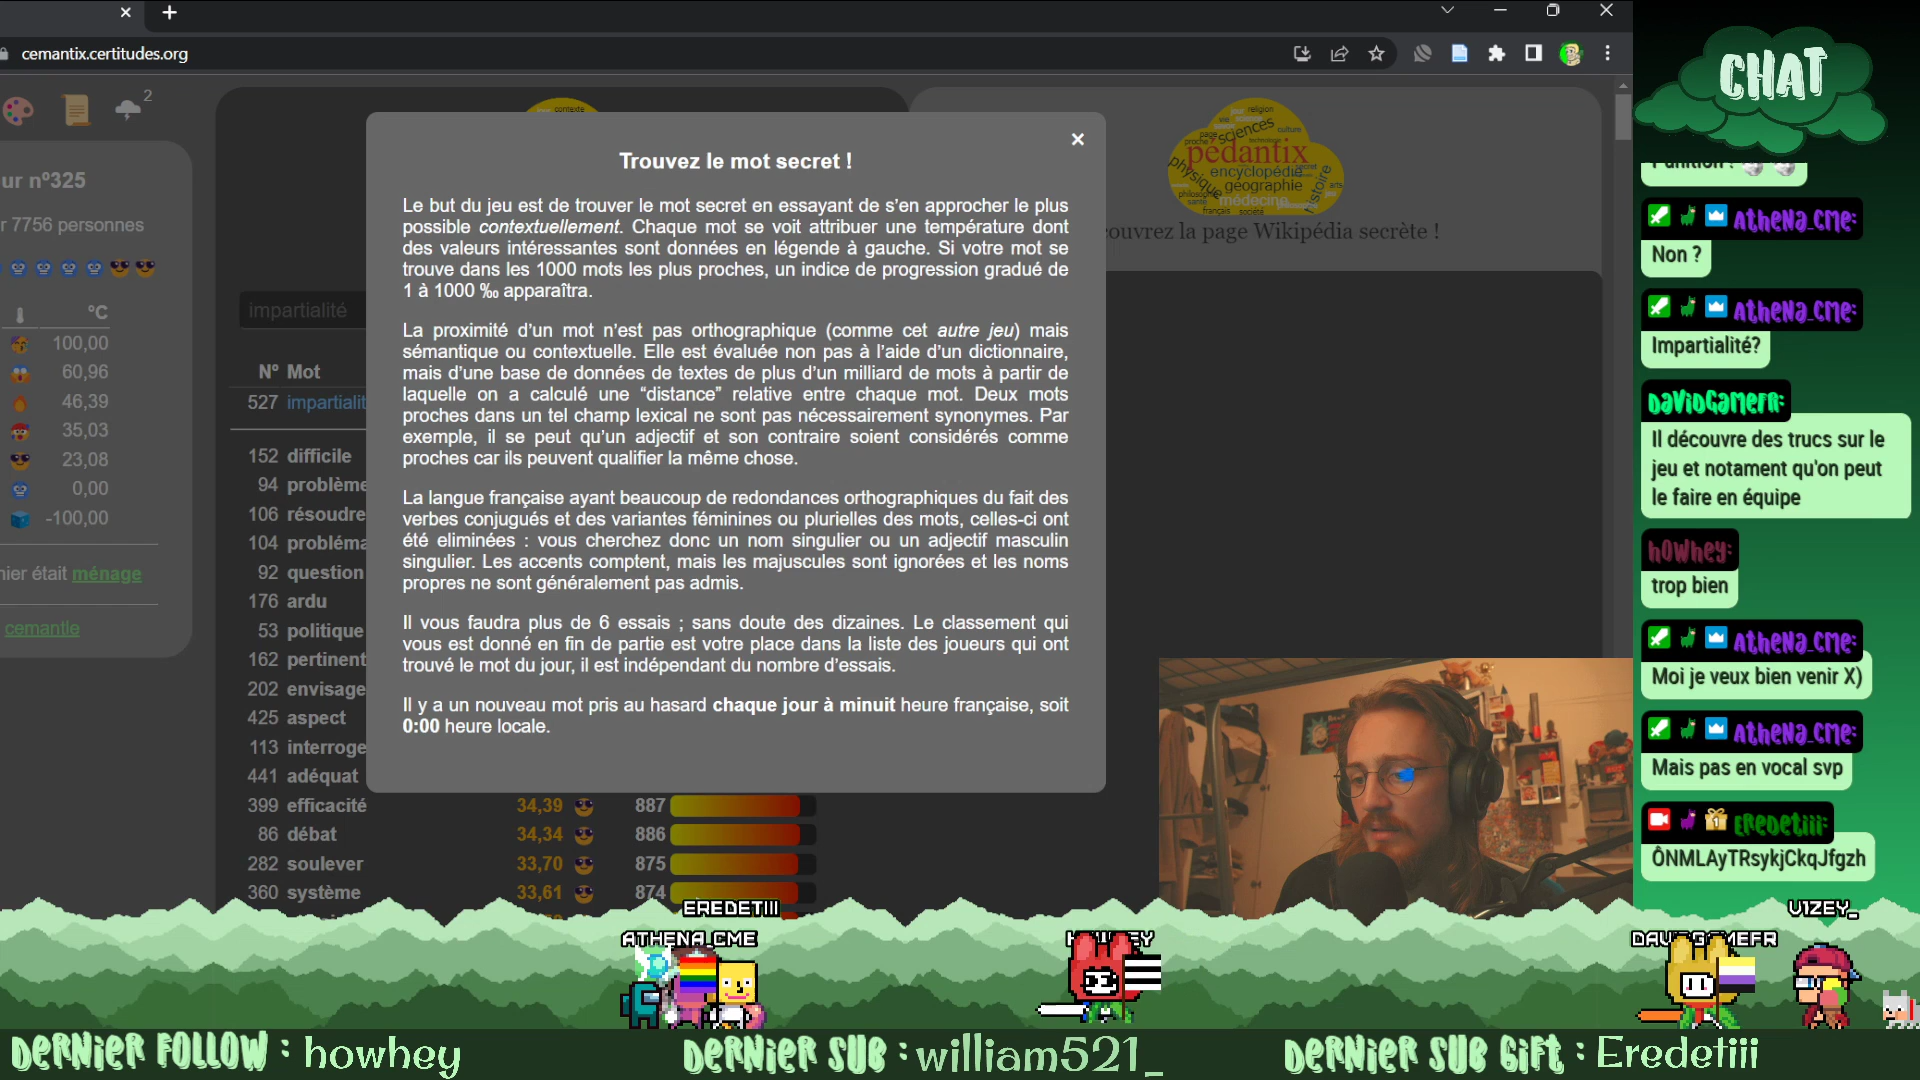 cemantix.certitudes.org
2
ur nº325
r 7756 personnes
°C
100,00
60,96
46,39
35,03
23,08
0,00
-100,00
nier était ménage
cemantle
contexte
impartialité
Nº Mot
527 impartialit
152 difficile
94 problème
106 résoudre
104 probléma
92 question
176 ardu
53 politique
162 pertinent
202 envisage
425 aspect
113 interroge
441 adéquat
399 efficacité 34,39 887
86 débat 34,34 886
282 soulever 33,70 875
360 système 33,61 874
Trouvez le mot secret !
Le but du jeu est de trouver le mot secret en essayant de s'en approcher le plus
possible contextuellement. Chaque mot se voit attribuer une température dont
des valeurs intéressantes sont données en légende à gauche. Si votre mot se
trouve dans les 1000 mots les plus proches, un indice de progression gradué de
1 à 1000 ‰ apparaîtra.
La proximité d'un mot n'est pas orthographique (comme cet autre jeu) mais
sémantique ou contextuelle. Elle est évaluée non pas à l'aide d'un dictionnaire,
mais d'une base de données de textes de plus d'un milliard de mots à partir de
laquelle on a calculé une "distance" relative entre chaque mot. Deux mots
proches dans un tel champ lexical ne sont pas nécessairement synonymes. Par
exemple, il se peut qu'un adjectif et son contraire soient considérés comme
proches car ils peuvent qualifier la même chose.
La langue française ayant beaucoup de redondances orthographiques du fait des
verbes conjugués et des variantes féminines ou plurielles des mots, celles-ci ont
été eliminées : vous cherchez donc un nom singulier ou un adjectif masculin
singulier. Les accents comptent, mais les majuscules sont ignorées et les noms
propres ne sont généralement pas admis.
Il vous faudra plus de 6 essais ; sans doute des dizaines. Le classement qui
vous est donné en fin de partie est votre place dans la liste des joueurs qui ont
trouvé le mot du jour, il est indépendant du nombre d'essais.
Il y a un nouveau mot pris au hasard chaque jour à minuit heure française, soit
0:00 heure locale.
religion
sciences
culture
page
proche
pédantix
encyclopédie
secret
physique
géographie
histoire
arts
philosophie
santé
médecine
français
société
ouvrez la page Wikipédia secrète !
CHAT
Athena_CME:
Non ?
Athena_CME:
Impartialité?
DavidGamefr:
Il découvre des trucs sur le
jeu et notament qu'on peut
le faire en équipe
howhey:
trop bien
Athena_CME:
Moi je veux bien venir X)
Athena_CME:
Mais pas en vocal svp
Eredetiii:
ÔNMLAyTRsykjCkqJfgzh
EREDETIII
ATHENA_CME
VIZEY_
DERNIER FOLLOW : howhey
DERNIER SUB : william521_
DERNIER SUB GIFT : Eredetiii